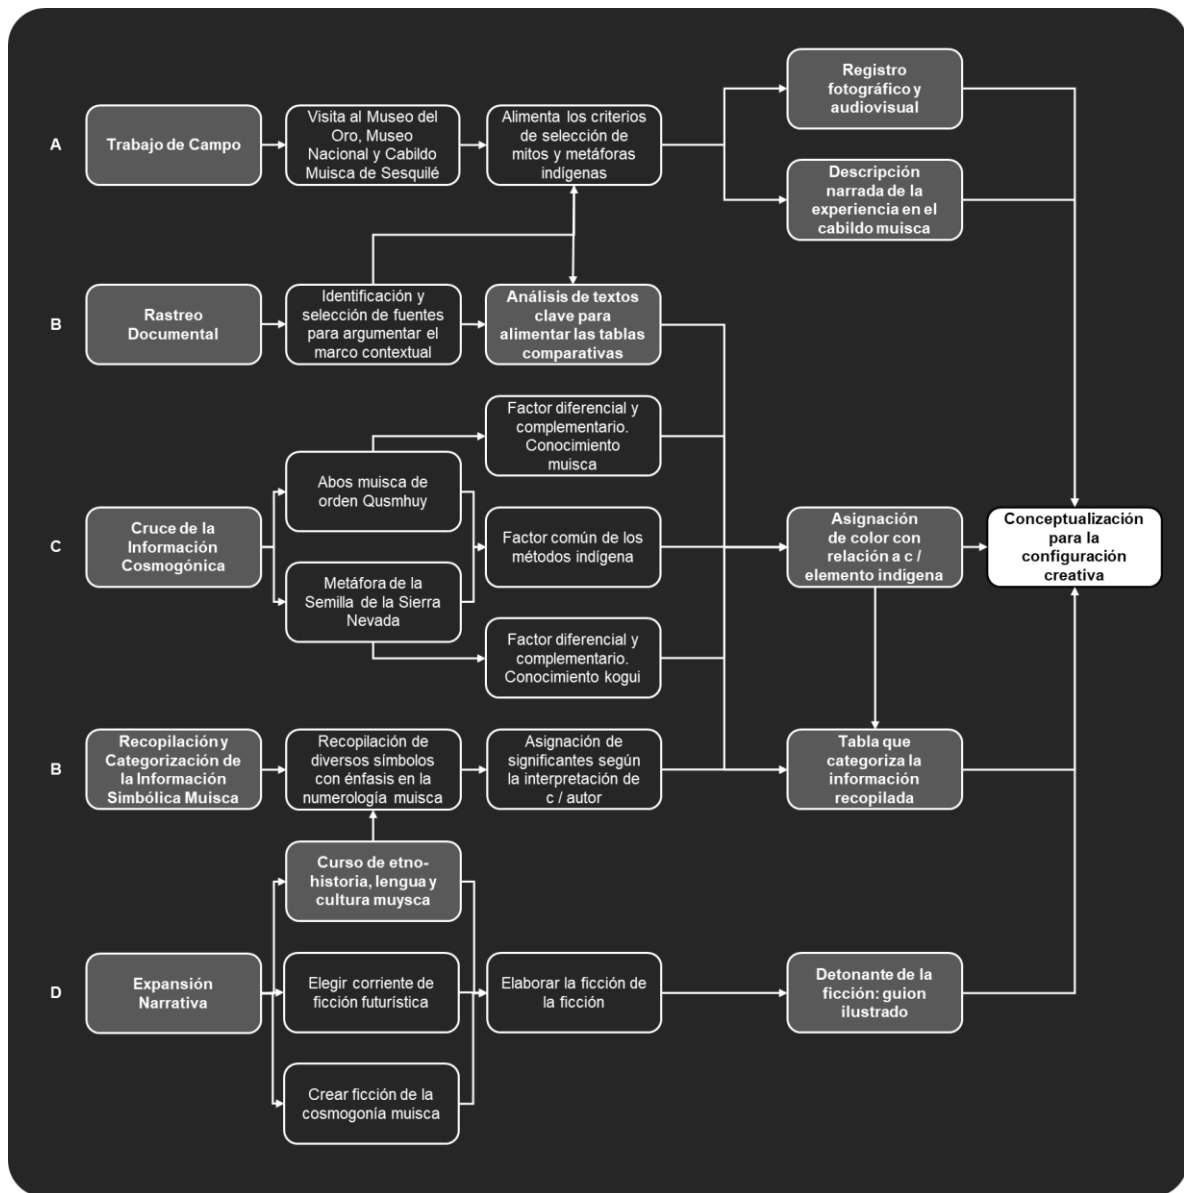 Registro
fotográfico y
audiovisual
A
Trabajo de Campo
Visita al Museo del
Oro, Museo
Nacional y Cabildo
Muisca de Sesquilé
Alimenta los criterios
de selección de
mitos y metáforas
indígenas
Descripción
narrada de la
experiencia en el
cabildo muisca
B
Rastreo
Documental
Identificación y
selección de fuentes
para argumentar el
marco contextual
Análisis de textos
clave para
alimentar las tablas
comparativas
Factor diferencial y
complementario.
Conocimiento
muisca
Abos muisca de
orden Qusmhuy
C
Cruce de la
Información
Cosmogónica
Factor común de los
métodos indígena
Asignación
de color con
relación a c /
elemento indígena
Conceptualización
para la
configuración
creativa
Metáfora de la
Semilla de la Sierra
Nevada
Factor diferencial y
complementario.
Conocimiento kogui
B
Recopilación y
Categorización de
la Información
Simbólica Muisca
Recopilación de
diversos símbolos
con énfasis en la
numerología muisca
Asignación de
significantes según
la interpretación de
c / autor
Tabla que
categoriza la
información
recopilada
Curso de etno-
historia, lengua y
cultura muysca
D
Expansión
Narrativa
Elegir corriente de
ficción futurística
Elaborar la ficción de
la ficción
Detonante de la
ficción: guion
ilustrado
Crear ficción de la
cosmogonía muisca